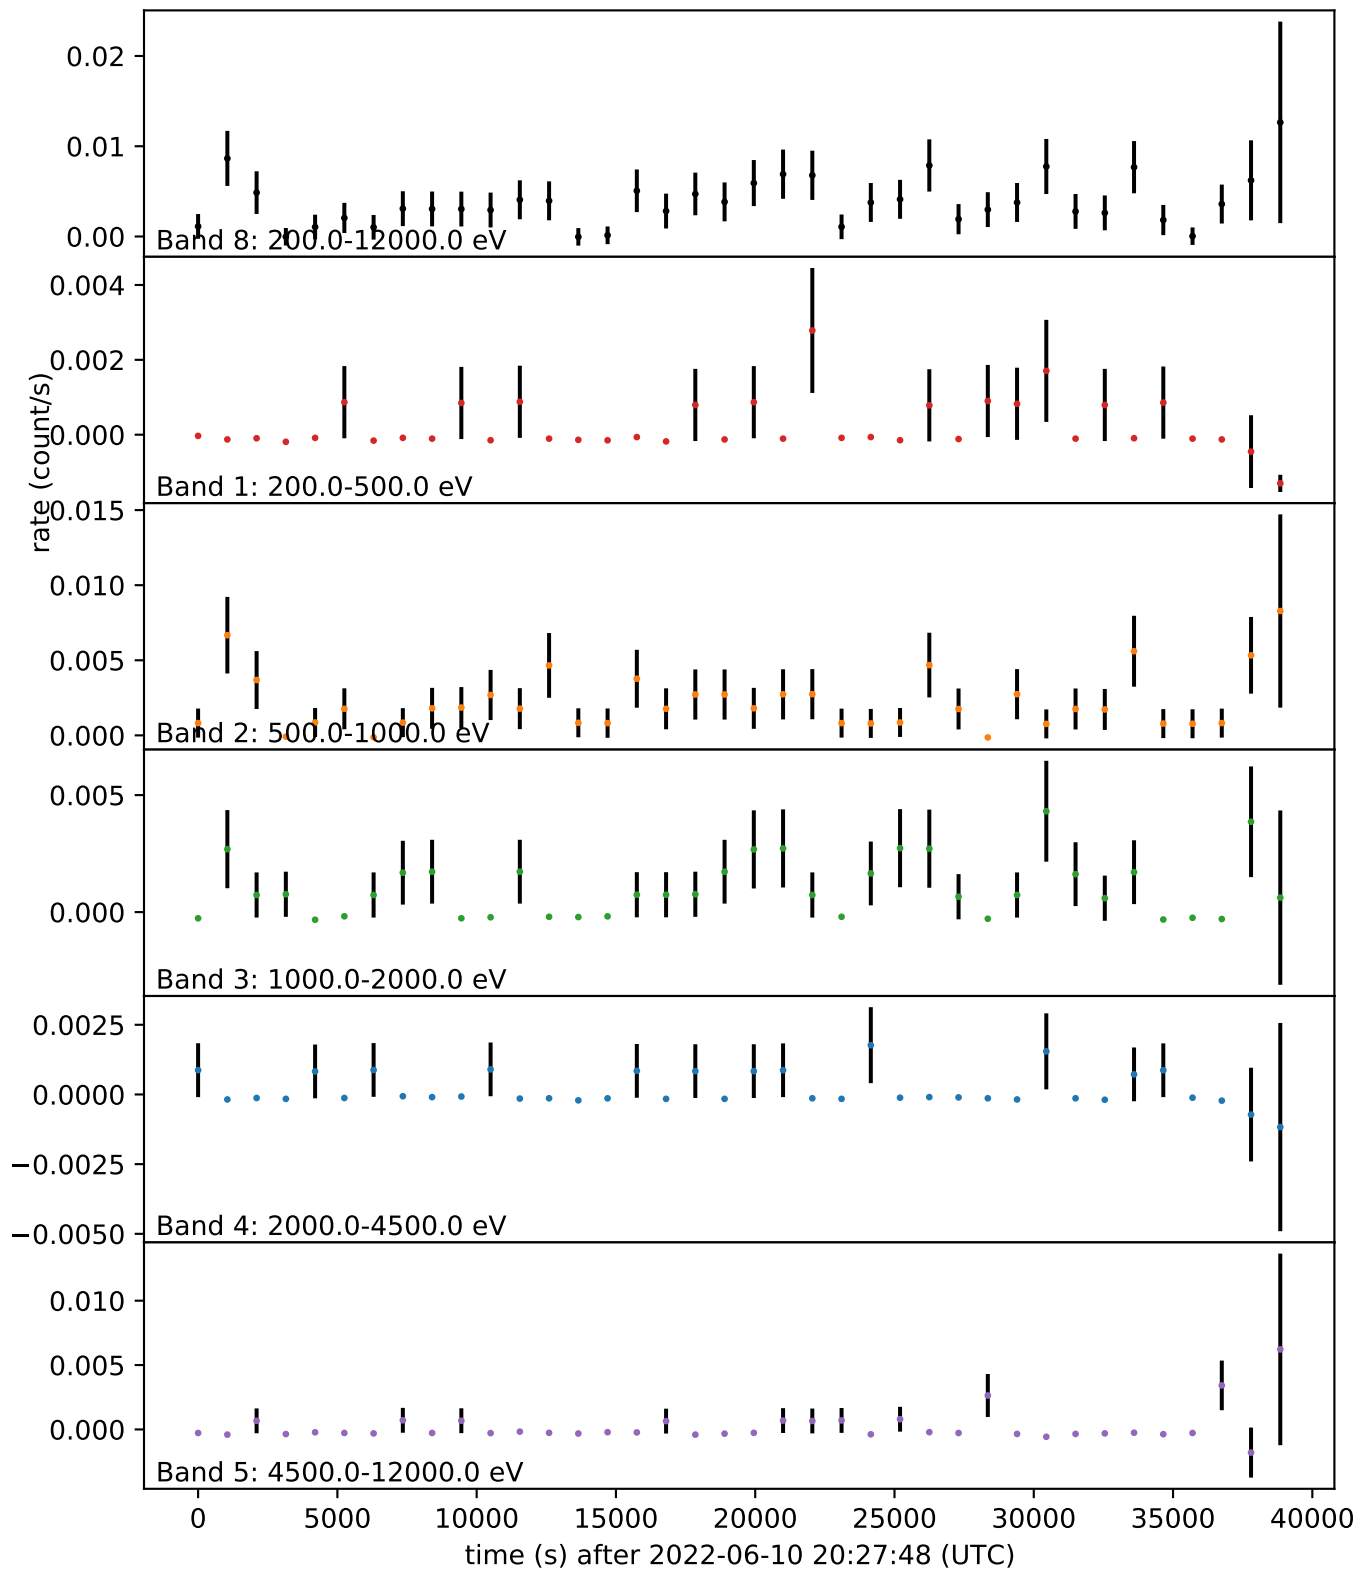 0.02
0.01
0.00
Band 8: 200.0-12000.0 eV
0.004
0.002
0.000
Band 1: 200.0-500.0 eV
rate (count/s)
0.015
0.010
0.005
0.000
Band 2: 500.0-1000.0 eV
0.005
0.000
Band 3: 1000.0-2000.0 eV
0.0025
0.0000
−0.0025
−0.0050
Band 4: 2000.0-4500.0 eV
0.010
0.005
0.000
Band 5: 4500.0-12000.0 eV
0 5000 10000 15000 20000 25000 30000 35000 40000
time (s) after 2022-06-10 20:27:48 (UTC)